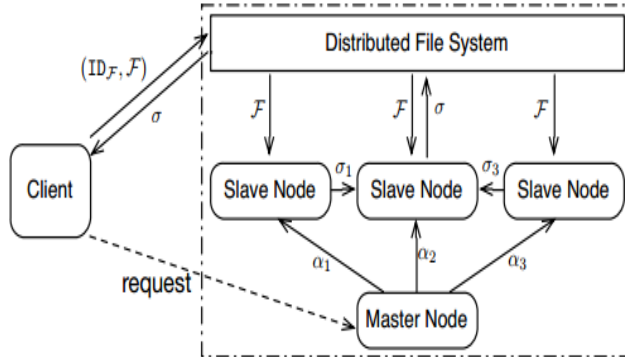 Distributed File System
(ID_ℱ, ℱ)
σ
ℱ
ℱ
σ
ℱ
Client
Slave Node
σ₁
Slave Node
σ₃
Slave Node
α₁
α₂
α₃
request
Master Node